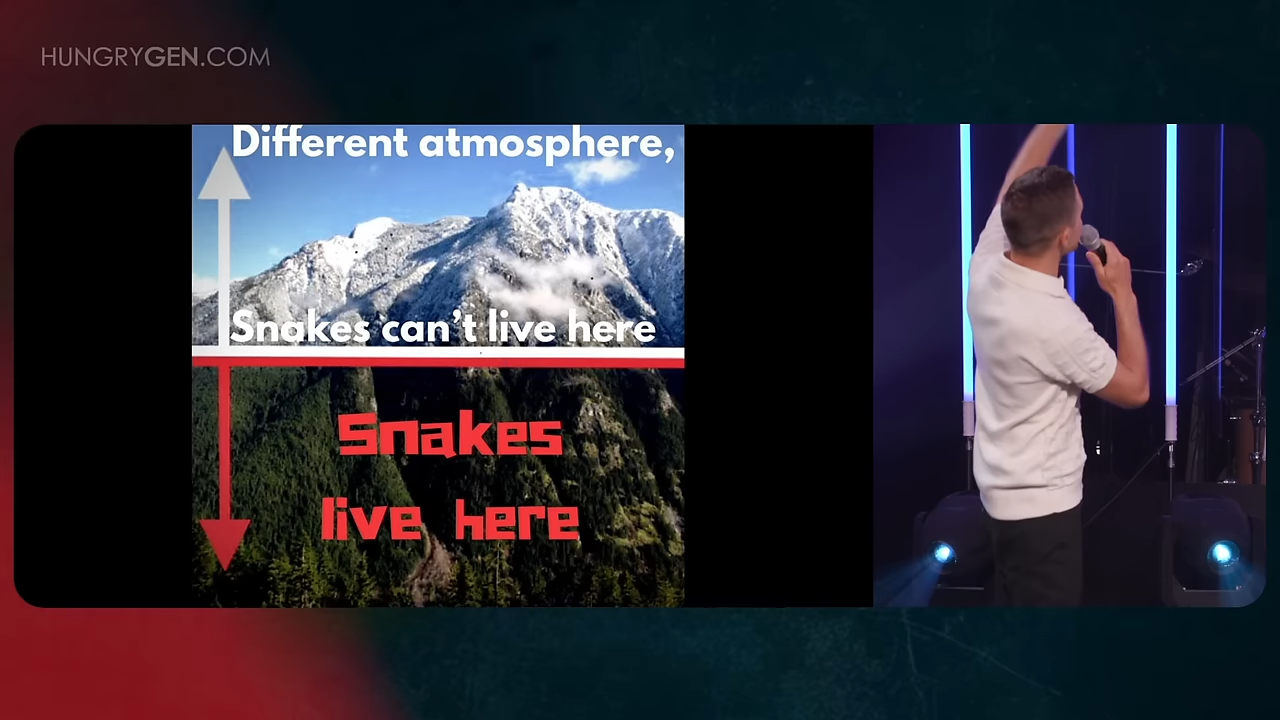 HUNGRYGEN.COM
Different atmosphere,
Snakes can't live here
Snakes
live here